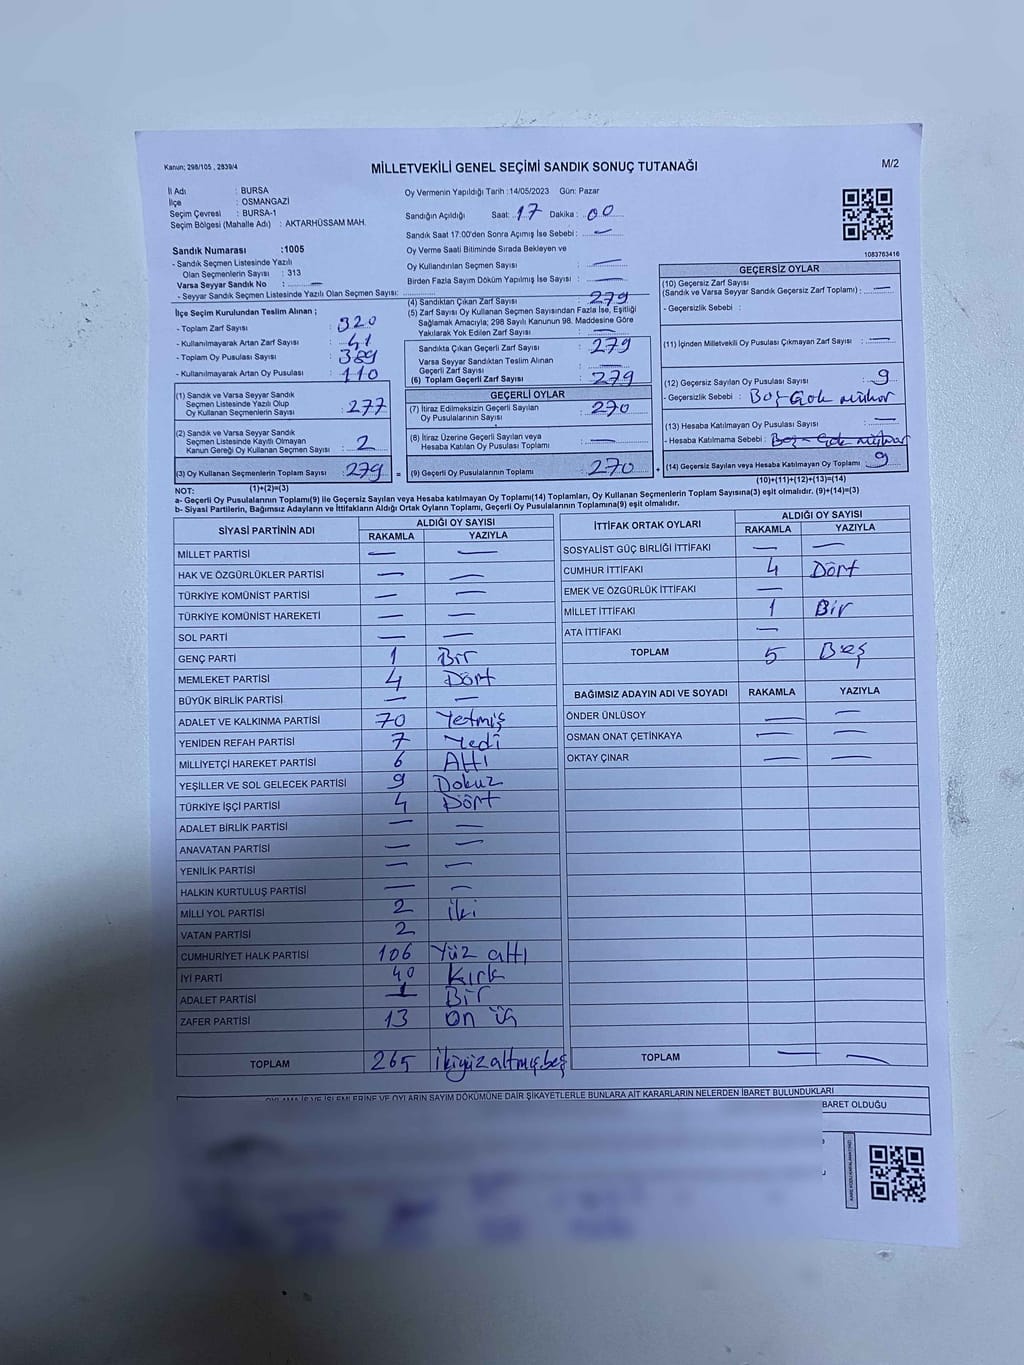 Kanun; 298/105 , 2839/4
MİLLETVEKİLİ GENEL SEÇİMİ SANDIK SONUÇ TUTANAĞI
M/2
İl Adı : BURSA
İlçe : OSMANGAZİ
Seçim Çevresi : BURSA-1
Seçim Bölgesi (Mahalle Adı) : AKTARHÜSSAM MAH.
Sandık Numarası :1005
- Sandık Seçmen Listesinde Yazılı
Olan Seçmenlerin Sayısı : 313
Varsa Seyyar Sandık No : —
- Seyyar Sandık Seçmen Listesinde Yazılı Olan Seçmen Sayısı:
Oy Vermenin Yapıldığı Tarih :14/05/2023 Gün: Pazar
Sandığın Açıldığı Saat: 17 Dakika : 00
Sandık Saat 17:00'den Sonra Açımış İse Sebebi : —
Oy Verme Saati Bitiminde Sırada Bekleyen ve
Oy Kullandırılan Seçmen Sayısı : —
Birden Fazla Sayım Döküm Yapılmış İse Sayısı : —
1083763416
İlçe Seçim Kurulundan Teslim Alınan ;
- Toplam Zarf Sayısı : 320
- Kullanılmayarak Artan Zarf Sayısı : 41
- Toplam Oy Pusulası Sayısı : 389
- Kullanılmayarak Artan Oy Pusulası : 110
(1) Sandık ve Varsa Seyyar Sandık
Seçmen Listesinde Yazılı Olup
Oy Kullanan Seçmenlerin Sayısı : 277
(2) Sandık ve Varsa Seyyar Sandık
Seçmen Listesinde Kayıtlı Olmayan
Kanun Gereği Oy Kullanan Seçmen Sayısı : 2
(3) Oy Kullanan Seçmenlerin Toplam Sayısı : 279 =
(1)+(2)=(3)
(4) Sandıktan Çıkan Zarf Sayısı : 279
(5) Zarf Sayısı Oy Kullanan Seçmen Sayısından Fazla İse, Eşitliği
Sağlamak Amacıyla; 298 Sayılı Kanunun 98. Maddesine Göre
Yakılarak Yok Edilen Zarf Sayısı : —
Sandıkta Çıkan Geçerli Zarf Sayısı : 279
Varsa Seyyar Sandıktan Teslim Alınan
Geçerli Zarf Sayısı : —
(6) Toplam Geçerli Zarf Sayısı : 279
GEÇERLİ OYLAR
(7) İtiraz Edilmeksizin Geçerli Sayılan
Oy Pusulalarının Sayısı : 270
(8) İtiraz Üzerine Geçerli Sayılan veya
Hesaba Katılan Oy Pusulası Toplamı : —
(9) Geçerli Oy Pusulalarının Toplamı : 270 +
GEÇERSİZ OYLAR
(10) Geçersiz Zarf Sayısı
(Sandık ve Varsa Seyyar Sandık Geçersiz Zarf Toplamı) : —
- Geçersizlik Sebebi :
(11) İçinden Milletvekili Oy Pusulası Çıkmayan Zarf Sayısı : —
(12) Geçersiz Sayılan Oy Pusulası Sayısı : 9
- Geçersizlik Sebebi : Boş-Çok mühür
(13) Hesaba Katılmayan Oy Pusulası Sayısı : —
- Hesaba Katılmama Sebebi : Boş-Çok mühür
(14) Geçersiz Sayılan veya Hesaba Katılmayan Oy Toplamı : 9
(10)+(11)+(12)+(13)=(14)
NOT:
a- Geçerli Oy Pusulalarının Toplamı(9) ile Geçersiz Sayılan veya Hesaba katılmayan Oy Toplamı(14) Toplamları, Oy Kullanan Seçmenlerin Toplam Sayısına(3) eşit olmalıdır. (9)+(14)=(3)
b- Siyasi Partilerin, Bağımsız Adayların ve İttifakların Aldığı Ortak Oyların Toplamı, Geçerli Oy Pusulalarının Toplamına(9) eşit olmalıdır.
SİYASİ PARTİNİN ADI ALDIĞI OY SAYISI
RAKAMLA YAZIYLA
MİLLET PARTİSİ — —
HAK VE ÖZGÜRLÜKLER PARTİSİ — —
TÜRKİYE KOMÜNİST PARTİSİ — —
TÜRKİYE KOMÜNİST HAREKETİ — —
SOL PARTİ — —
GENÇ PARTİ 1 Bir
MEMLEKET PARTİSİ 4 Dört
BÜYÜK BİRLİK PARTİSİ — —
ADALET VE KALKINMA PARTİSİ 70 Yetmiş
YENİDEN REFAH PARTİSİ 7 Yedi
MİLLİYETÇİ HAREKET PARTİSİ 6 Altı
YEŞİLLER VE SOL GELECEK PARTİSİ 9 Dokuz
TÜRKİYE İŞÇİ PARTİSİ 4 Dört
ADALET BİRLİK PARTİSİ — —
ANAVATAN PARTİSİ — —
YENİLİK PARTİSİ — —
HALKIN KURTULUŞ PARTİSİ — —
MİLLİ YOL PARTİSİ 2 iki
VATAN PARTİSİ 2
CUMHURİYET HALK PARTİSİ 106 Yüz altı
İYİ PARTİ 40 Kırk
ADALET PARTİSİ 1 Bir
ZAFER PARTİSİ 13 on üç
TOPLAM 265 ikiyüzaltmışbeş
İTTİFAK ORTAK OYLARI ALDIĞI OY SAYISI
RAKAMLA YAZIYLA
SOSYALİST GÜÇ BİRLİĞİ İTTİFAKI — —
CUMHUR İTTİFAKI 4 Dört
EMEK VE ÖZGÜRLÜK İTTİFAKI —
MİLLET İTTİFAKI 1 Bir
ATA İTTİFAKI —
TOPLAM 5 Beş
BAĞIMSIZ ADAYIN ADI VE SOYADI RAKAMLA YAZIYLA
ÖNDER ÜNLÜSOY — —
OSMAN ONAT ÇETİNKAYA — —
OKTAY ÇINAR — —
TOPLAM — —
OYLAMA İŞ VE İŞLEMLERİNE VE OYLARIN SAYIM DÖKÜMÜNE DAİR ŞİKAYETLERLE BUNLARA AİT KARARLARIN NELERDEN İBARET BULUNDUKLARI
BARET OLDUĞU